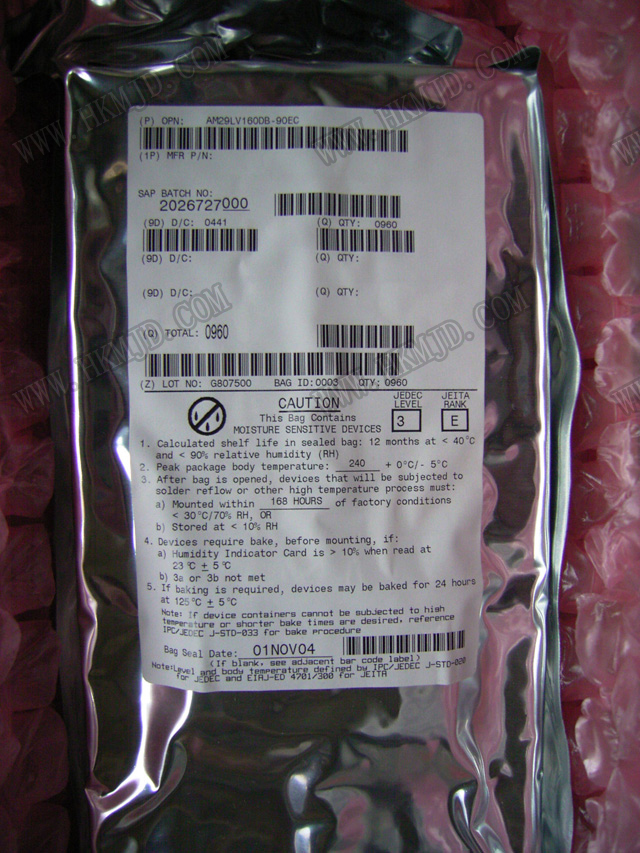 (P) OPN: AM29LV160DB-90EC
(1P) MFR P/N:
SAP BATCH NO:
2026727000
(9D) D/C: 0441 (Q) QTY: 0960
(9D) D/C: (Q) QTY:
(9D) D/C: (Q) QTY:
(Q) TOTAL: 0960
(Z) LOT NO: G807500 BAG ID:0003 QTY: 0960
CAUTION
This Bag Contains
MOISTURE SENSITIVE DEVICES
JEDEC LEVEL
3
JEITA RANK
E
1. Calculated shelf life in sealed bag: 12 months at < 40°C
and < 90% relative humidity (RH)
2. Peak package body temperature: 240 + 0°C/- 5°C
3. After bag is opened, devices that will be subjected to
solder reflow or other high temperature process must:
a) Mounted within 168 HOURS of factory conditions
< 30°C/70% RH, OR
b) Stored at < 10% RH
4. Devices require bake, before mounting, if:
a) Humidity Indicator Card is > 10% when read at
23°C ± 5°C
b) 3a or 3b not met
5. If baking is required, devices may be baked for 24 hours
at 125°C ± 5°C
Note: If device containers cannot be subjected to high
temperature or shorter bake times are desired, reference
IPC/JEDEC J-STD-033 for bake procedure
Bag Seal Date: 01NOV04
(If blank, see adjacent bar code label)
Note:Level and body temperature defined by IPC/JEDEC J-STD-020
for JEDEC and EIAJ-ED 4701/300 for JEITA
WWW.HKMJD.COM
WWW.HKMJD.COM
WWW.HKMJD.COM
WWW.HKMJD.COM